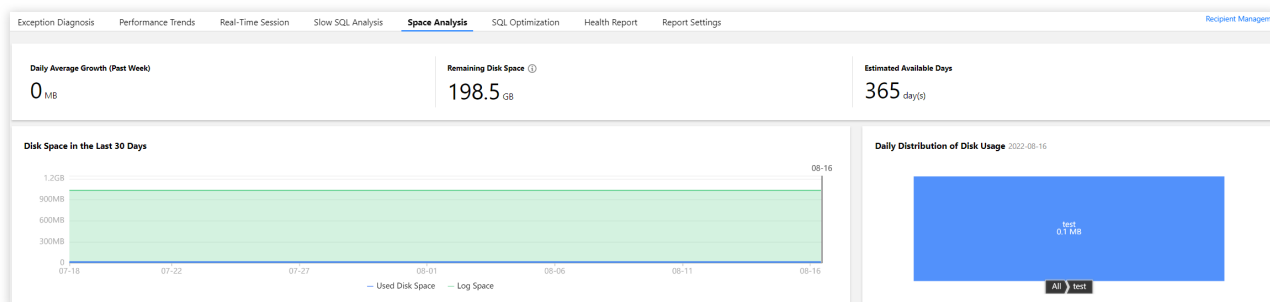 Exception Diagnosis Performance Trends Real-Time Session Slow SQL Analysis Space Analysis SQL Optimization Health Report Report Settings Recipient Managem
Daily Average Growth (Past Week) Remaining Disk Space Estimated Available Days
0 MB 198.5 GB 365 day(s)
Disk Space in the Last 30 Days
08-16
1.2GB
900MB
600MB
300MB
0
07-18 07-22 07-27 08-01 08-06 08-11 08-16
Used Disk Space Log Space
Daily Distribution of Disk Usage 2022-08-16
test
0.1 MB
All test